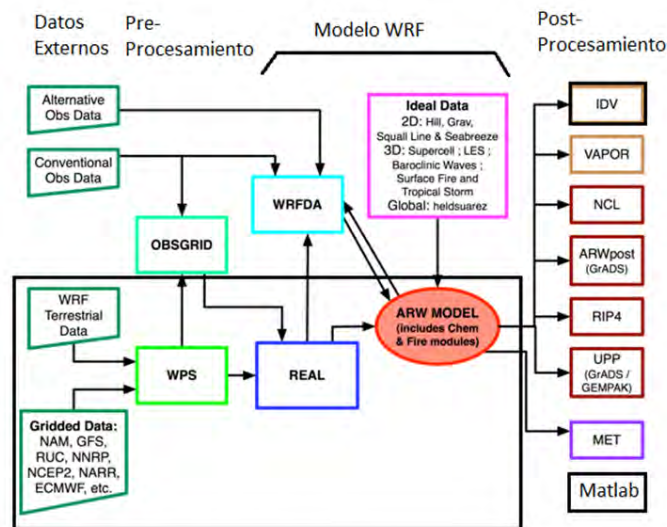 Datos
Externos
Pre-
Procesamiento
Modelo WRF
Post-
Procesamiento
Alternative
Obs Data
Conventional
Obs Data
OBSGRID
WRFDA
Ideal Data
2D: Hill, Grav,
Squall Line & Seabreeze
3D: Supercell ; LES ;
Baroclinic Waves ;
Surface Fire and
Tropical Storm
Global: heldsuarez
WRF
Terrestrial
Data
Gridded Data:
NAM, GFS,
RUC, NNRP,
NCEP2, NARR,
ECMWF, etc.
WPS
REAL
ARW MODEL
(includes Chem
& Fire modules)
IDV
VAPOR
NCL
ARWpost
(GrADS)
RIP4
UPP
(GrADS /
GEMPAK)
MET
Matlab